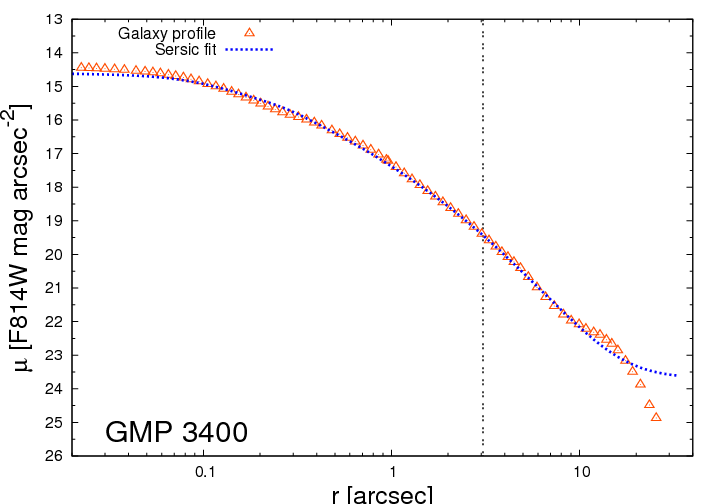 Galaxy profile
Sersic fit
13
14
15
16
17
18
19
20
21
22
23
24
25
26
μ [F814W mag arcsec-2]
GMP 3400
0.1 1 10
r [arcsec]